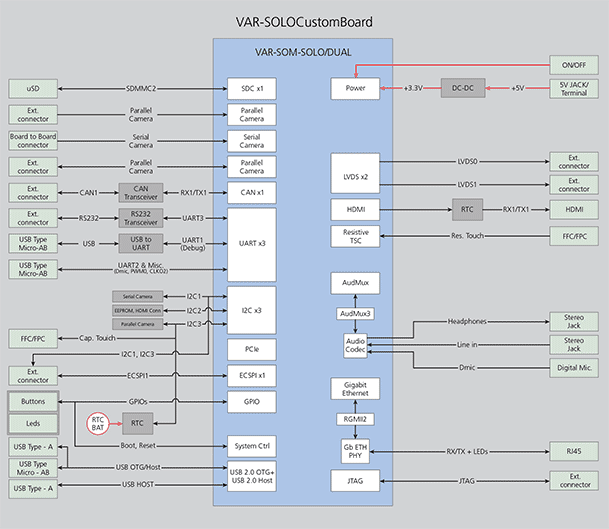 VAR-SOLOCustomBoard
VAR-SOM-SOLO/DUAL
uSD
SDMMC2
SDC x1
Ext.
connector
Parallel
Camera
Parallel
Camera
Board to Board
connector
Serial
Camera
Serial
Camera
Ext.
connector
Parallel
Camera
Parallel
Camera
Ext.
connector
CAN1
CAN
Transceiver
RX1/TX1
CAN x1
Ext.
connector
RS232
RS232
Transceiver
UART3
USB Type
Micro-AB
USB
USB to
UART
UART1
(Debug)
UART x3
USB Type
Micro-AB
UART2 & Misc.
(Dmic, PWM0, CLKO2)
Serial Camera
I2C1
EEPROM, HDMI Conn.
I2C2
Parallel Camera
I2C3
I2C x3
FFC/FPC
Cap. Touich
I2C1, I2C3
PCIe
Ext.
connector
ECSPI1
ECSPI x1
Buttons
GPIOs
GPIO
Leds
RTC
BAT
RTC
Boot, Reset
System Ctrl
USB Type - A
USB Type
Micro - AB
USB OTG/Host
USB 2.0 OTG+
USB 2.0 Host
USB Type - A
USB HOST
ON/OFF
Power
+3.3V
DC-DC
+5V
5V JACK/
Terminal
LVDS x2
LVDS0
Ext.
connector
LVDS1
Ext.
connector
HDMI
RTC
RX1/TX1
HDMI
Resistive
TSC
Res. Touch
FFC/FPC
AudMux
AudMux3
Audio
Codec
Headphones
Stereo
Jack
Line in
Stereo
Jack
Dmic
Digital Mic.
Gigabit
Ethernet
RGMII2
Gb ETH
PHY
RX/TX + LEDs
RJ45
JTAG
JTAG
Ext.
connector